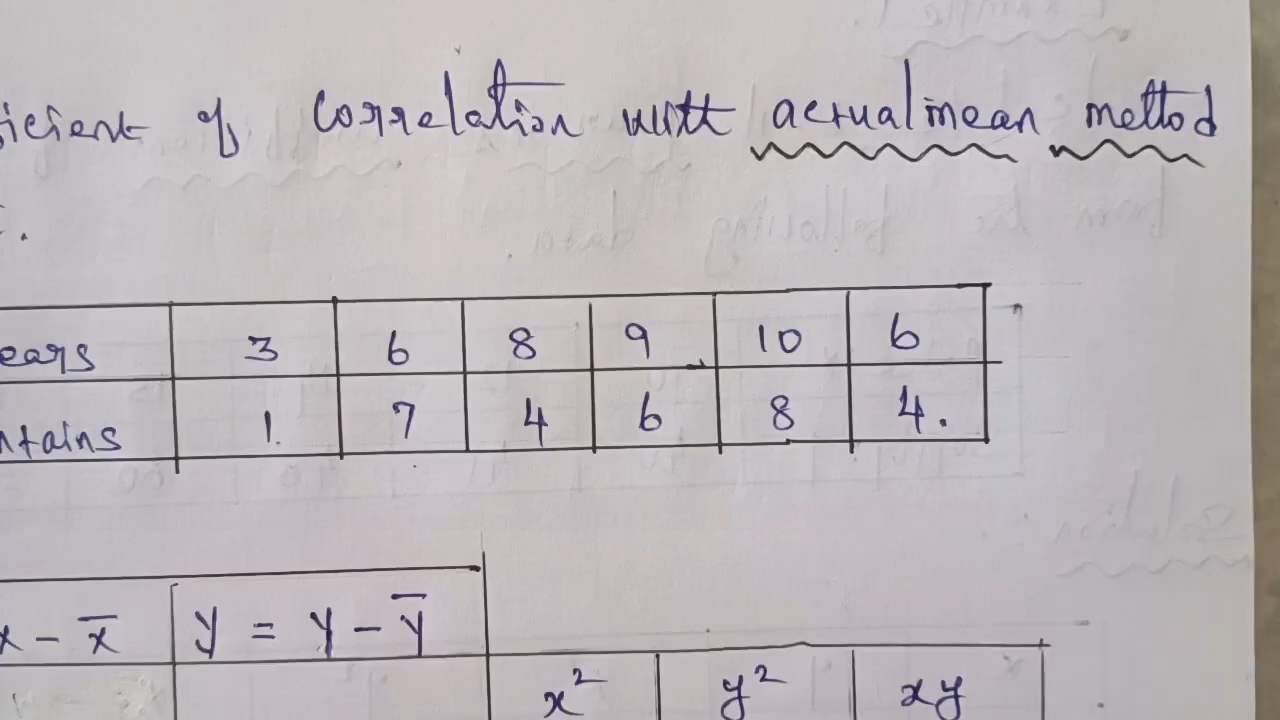 icient of correlation with actual mean method
ears 3 6 8 9 10 6
ntains 1. 7 4 6 8 4.
x - x̅ y = y - y̅
x² y² xy